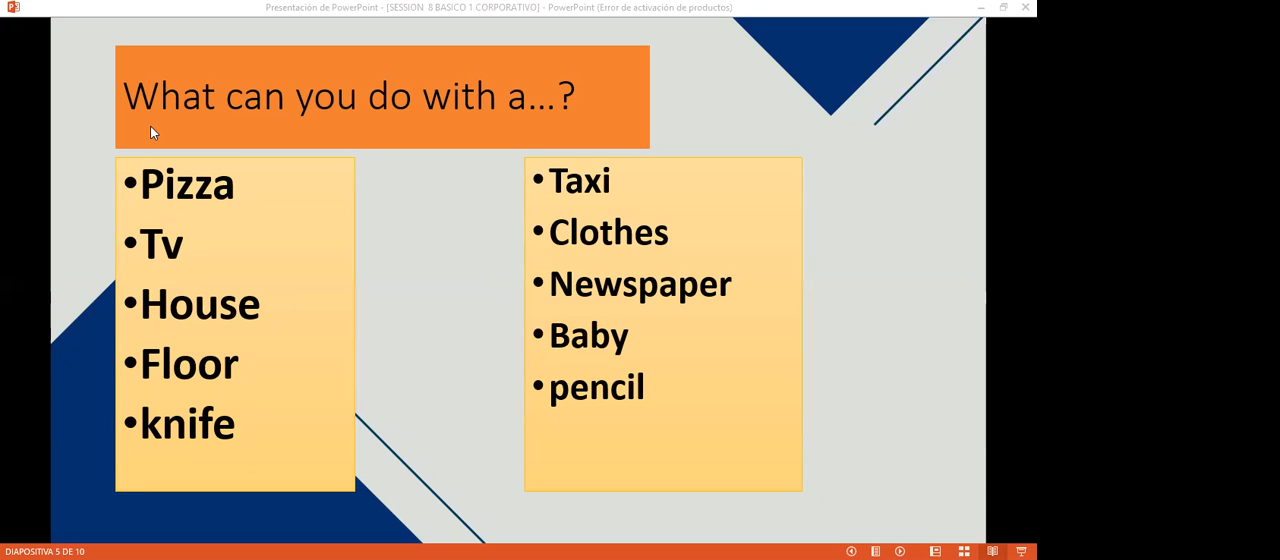 Presentación de PowerPoint - [SESSION 8 BASICO 1 CORPORATIVO] - PowerPoint (Error de activación de productos)
What can you do with a...?
•Pizza
•Tv
•House
•Floor
•knife
•Taxi
•Clothes
•Newspaper
•Baby
•pencil
DIAPOSITIVA 5 DE 10